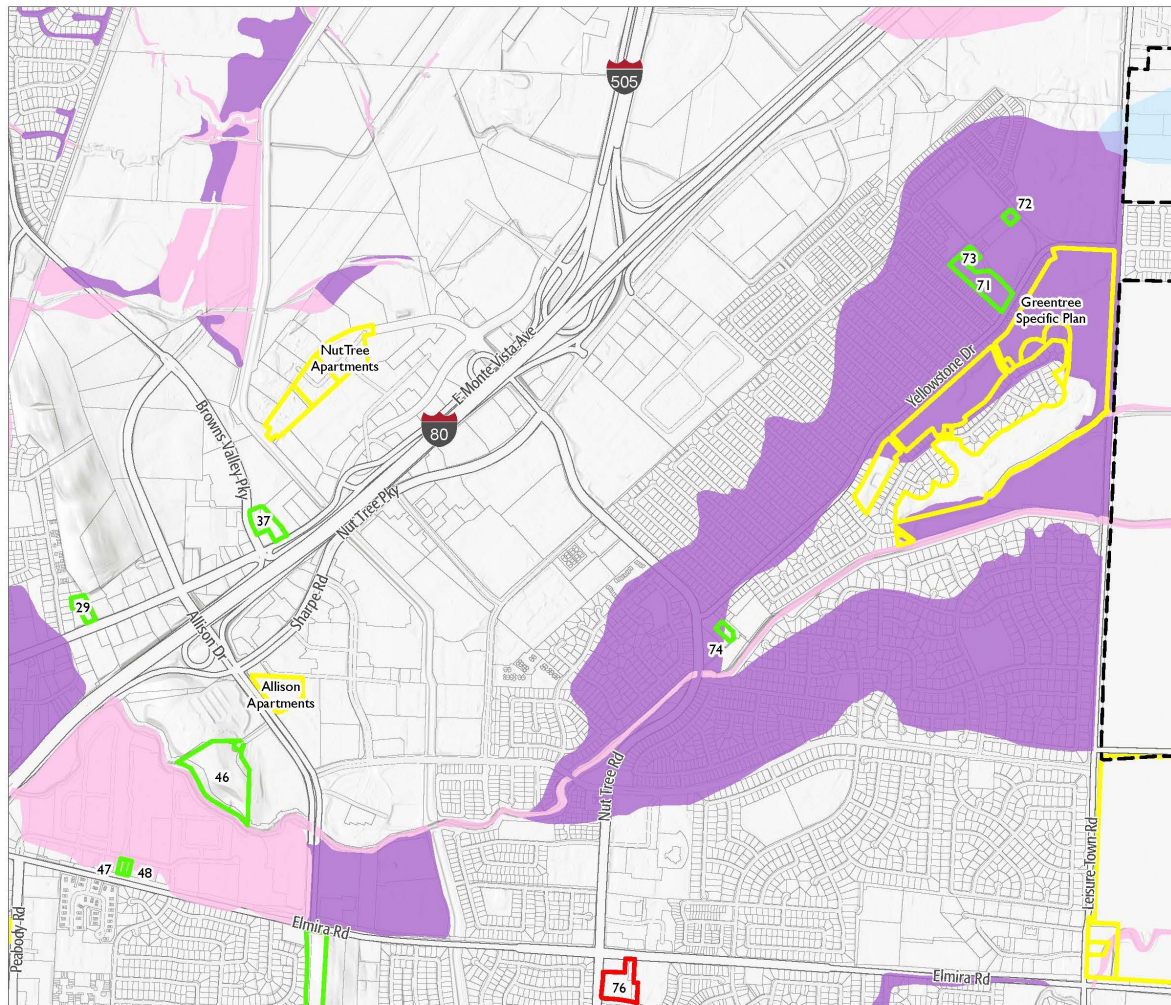 505
72
73
71
Greentree
Specific Plan
Nut Tree
Apartments
E Monte Vista Ave
Yellowstone Dr
Browns Valley Pky
80
37
Nut Tree Pky
29
Sharpe Rd
Allison Dr
74
Allison
Apartments
46
Nut Tree Rd
Leisure Town Rd
47
48
Peabody Rd
Elmira Rd
Elmira Rd
76